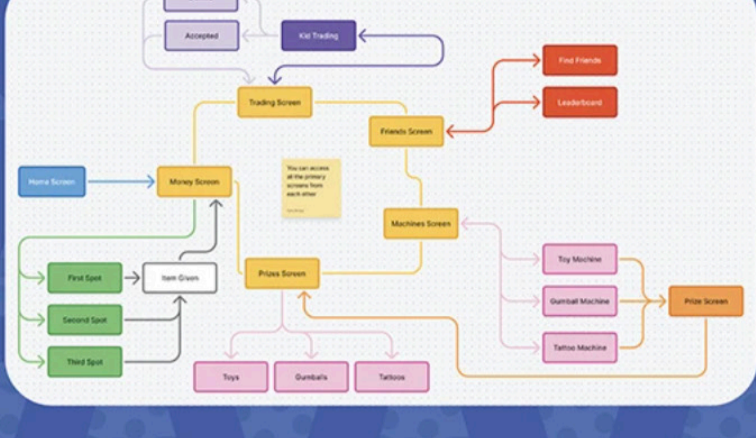 Accepted
Kid Trading
Find Friends
Trading Screen
Leaderboard
Friends Screen
You can access
all the primary
screens from
each other
Home Screen
Money Screen
Machines Screen
Toy Machine
First Spot
Item Given
Prizes Screen
Gumball Machine
Prize Screen
Second Spot
Tattoo Machine
Third Spot
Toys
Gumballs
Tattoos